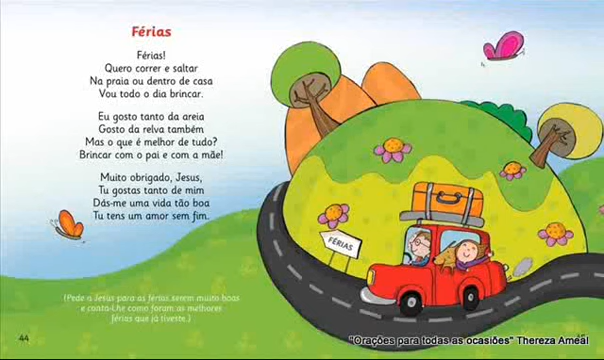 Férias
Férias!
Quero correr e saltar
Na praia ou dentro de casa
Vou todo o dia brincar.
Eu gosto tanto da areia
Gosto da relva também
Mas o que é melhor de tudo?
Brincar com o pai e com a mãe!
Muito obrigado, Jesus,
Tu gostas tanto de mim
Dás-me uma vida tão boa
Tu tens um amor sem fim.
FÉRIAS
(Pede a Jesus para as férias serem muito boas
e conta-Lhe como foram as melhores
férias que já tiveste.)
44
"Orações para todas as ocasiões" Thereza Ameal